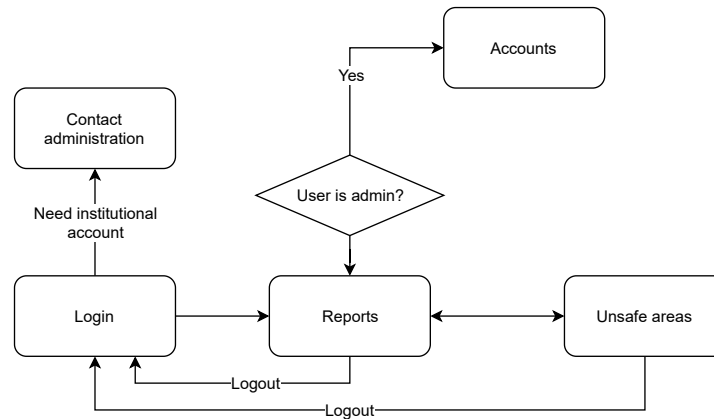 Accounts
Yes
Contact
administration
User is admin?
Need institutional
account
Login
Reports
Unsafe areas
Logout
Logout